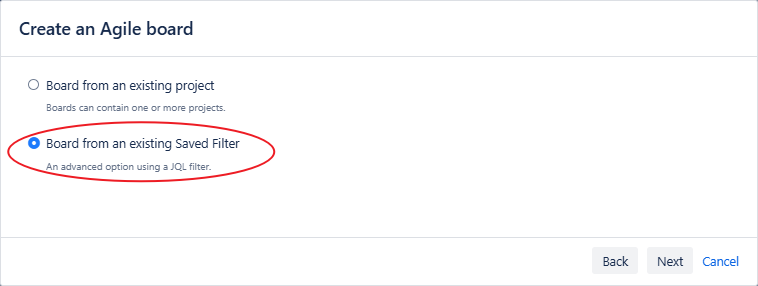 Create an Agile board
Board from an existing project
Boards can contain one or more projects.
Board from an existing Saved Filter
An advanced option using a JQL filter.
Back Next Cancel